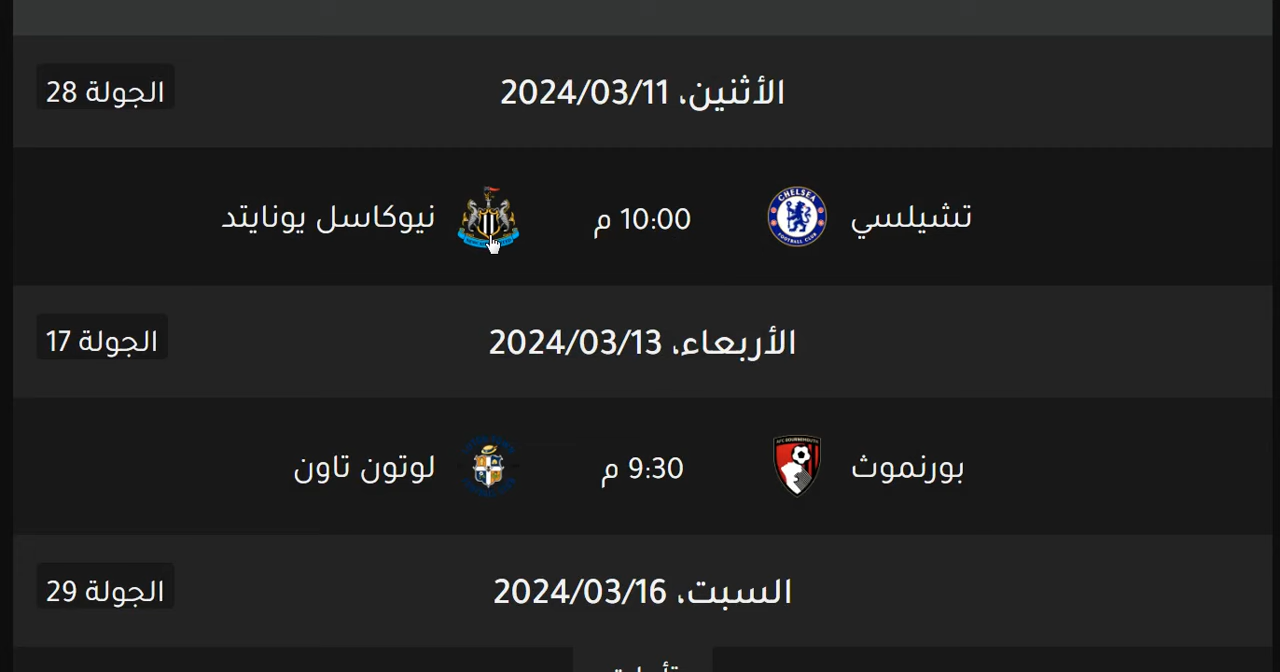 الأثنين، 2024/03/11
الجولة 28
تشيلسي
10:00 م
نيوكاسل يونايتد
الأربعاء، 2024/03/13
الجولة 17
بورنموث
9:30 م
لوتون تاون
السبت، 2024/03/16
الجولة 29